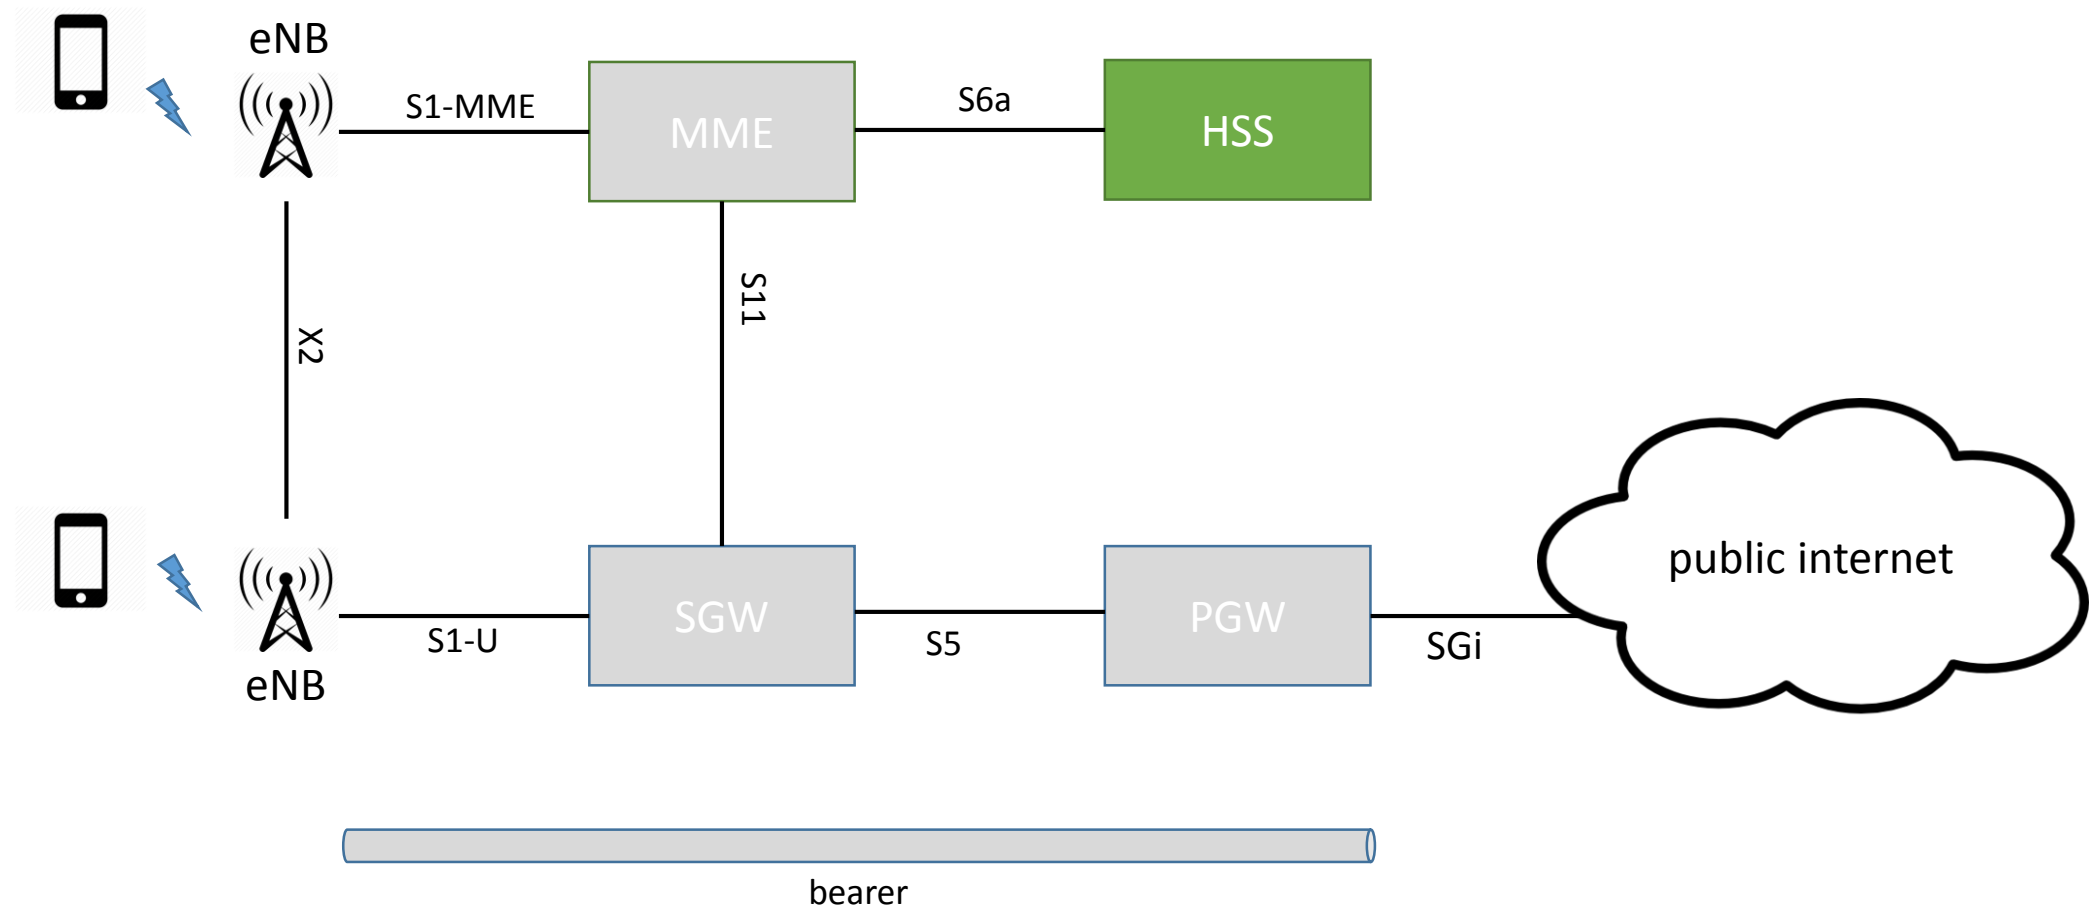 eNB
S1-MME
MME
S6a
HSS
S11
X2
public internet
SGW
PGW
S1-U
S5
SGi
eNB
bearer